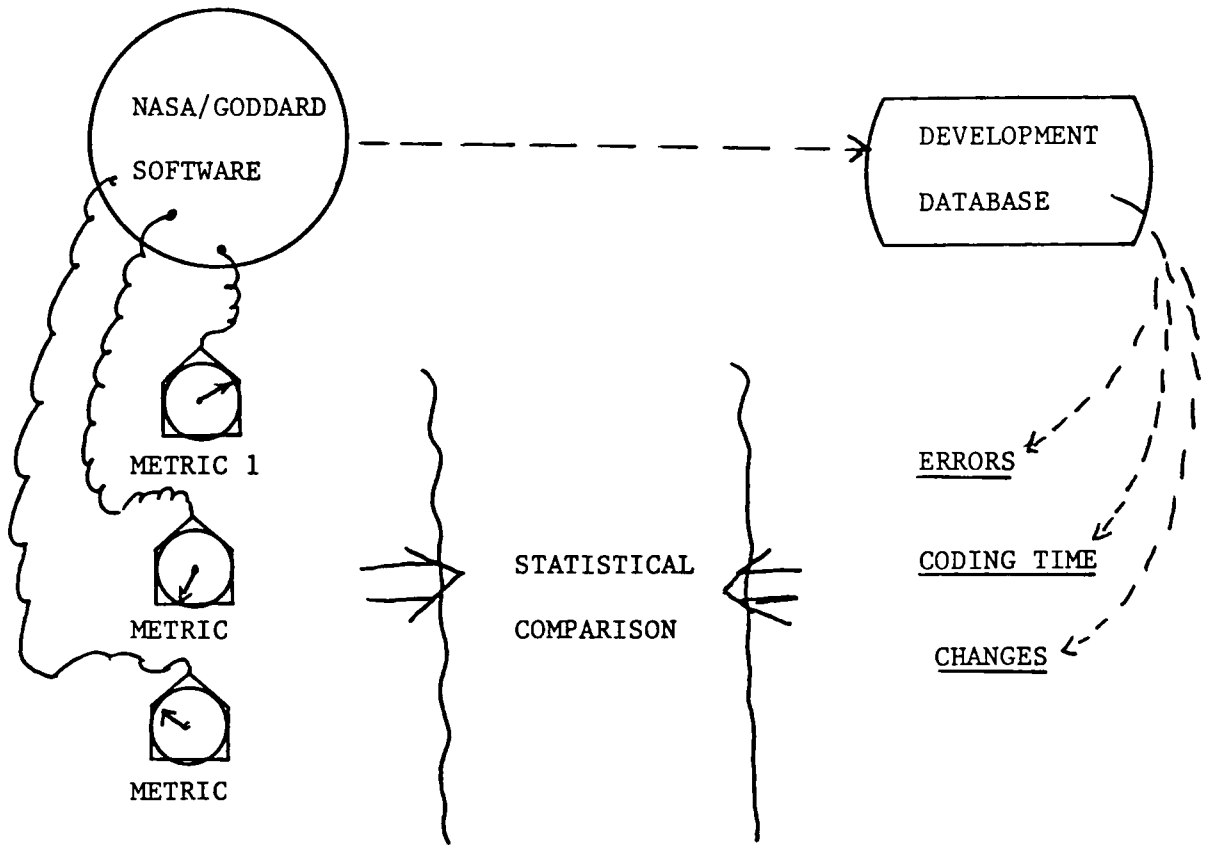 NASA/GODDARD
SOFTWARE
DEVELOPMENT
DATABASE
METRIC 1
METRIC
METRIC
STATISTICAL
COMPARISON
ERRORS
CODING TIME
CHANGES